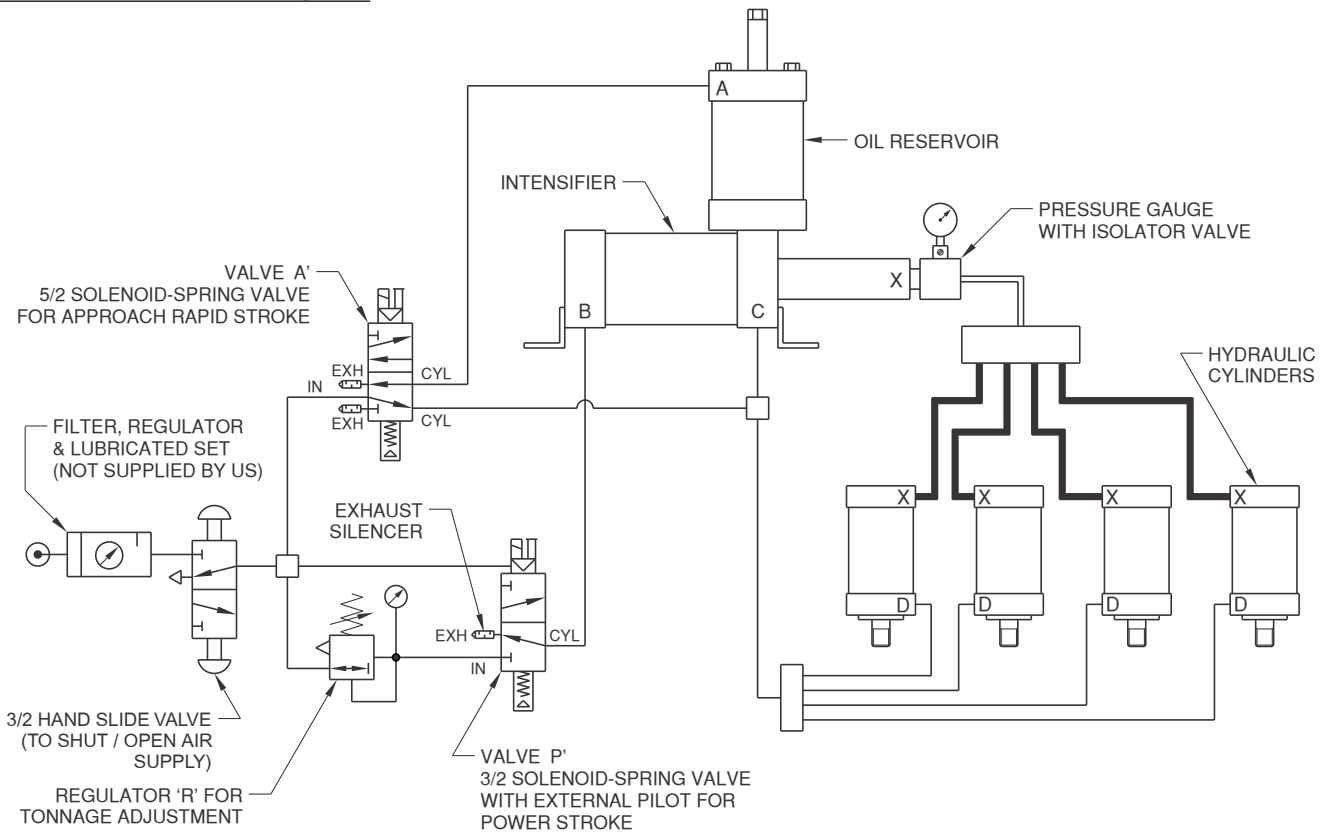 A
OIL RESERVOIR
INTENSIFIER
PRESSURE GAUGE
WITH ISOLATOR VALVE
X
B
C
VALVE A'
5/2 SOLENOID-SPRING VALVE
FOR APPROACH RAPID STROKE
EXH
CYL
IN
EXH
CYL
HYDRAULIC
CYLINDERS
FILTER, REGULATOR
& LUBRICATED SET
(NOT SUPPLIED BY US)
EXHAUST
SILENCER
X
X
X
X
D
D
D
D
EXH
CYL
IN
3/2 HAND SLIDE VALVE
(TO SHUT / OPEN AIR
SUPPLY)
REGULATOR ‘R’ FOR
TONNAGE ADJUSTMENT
VALVE P'
3/2 SOLENOID-SPRING VALVE
WITH EXTERNAL PILOT FOR
POWER STROKE